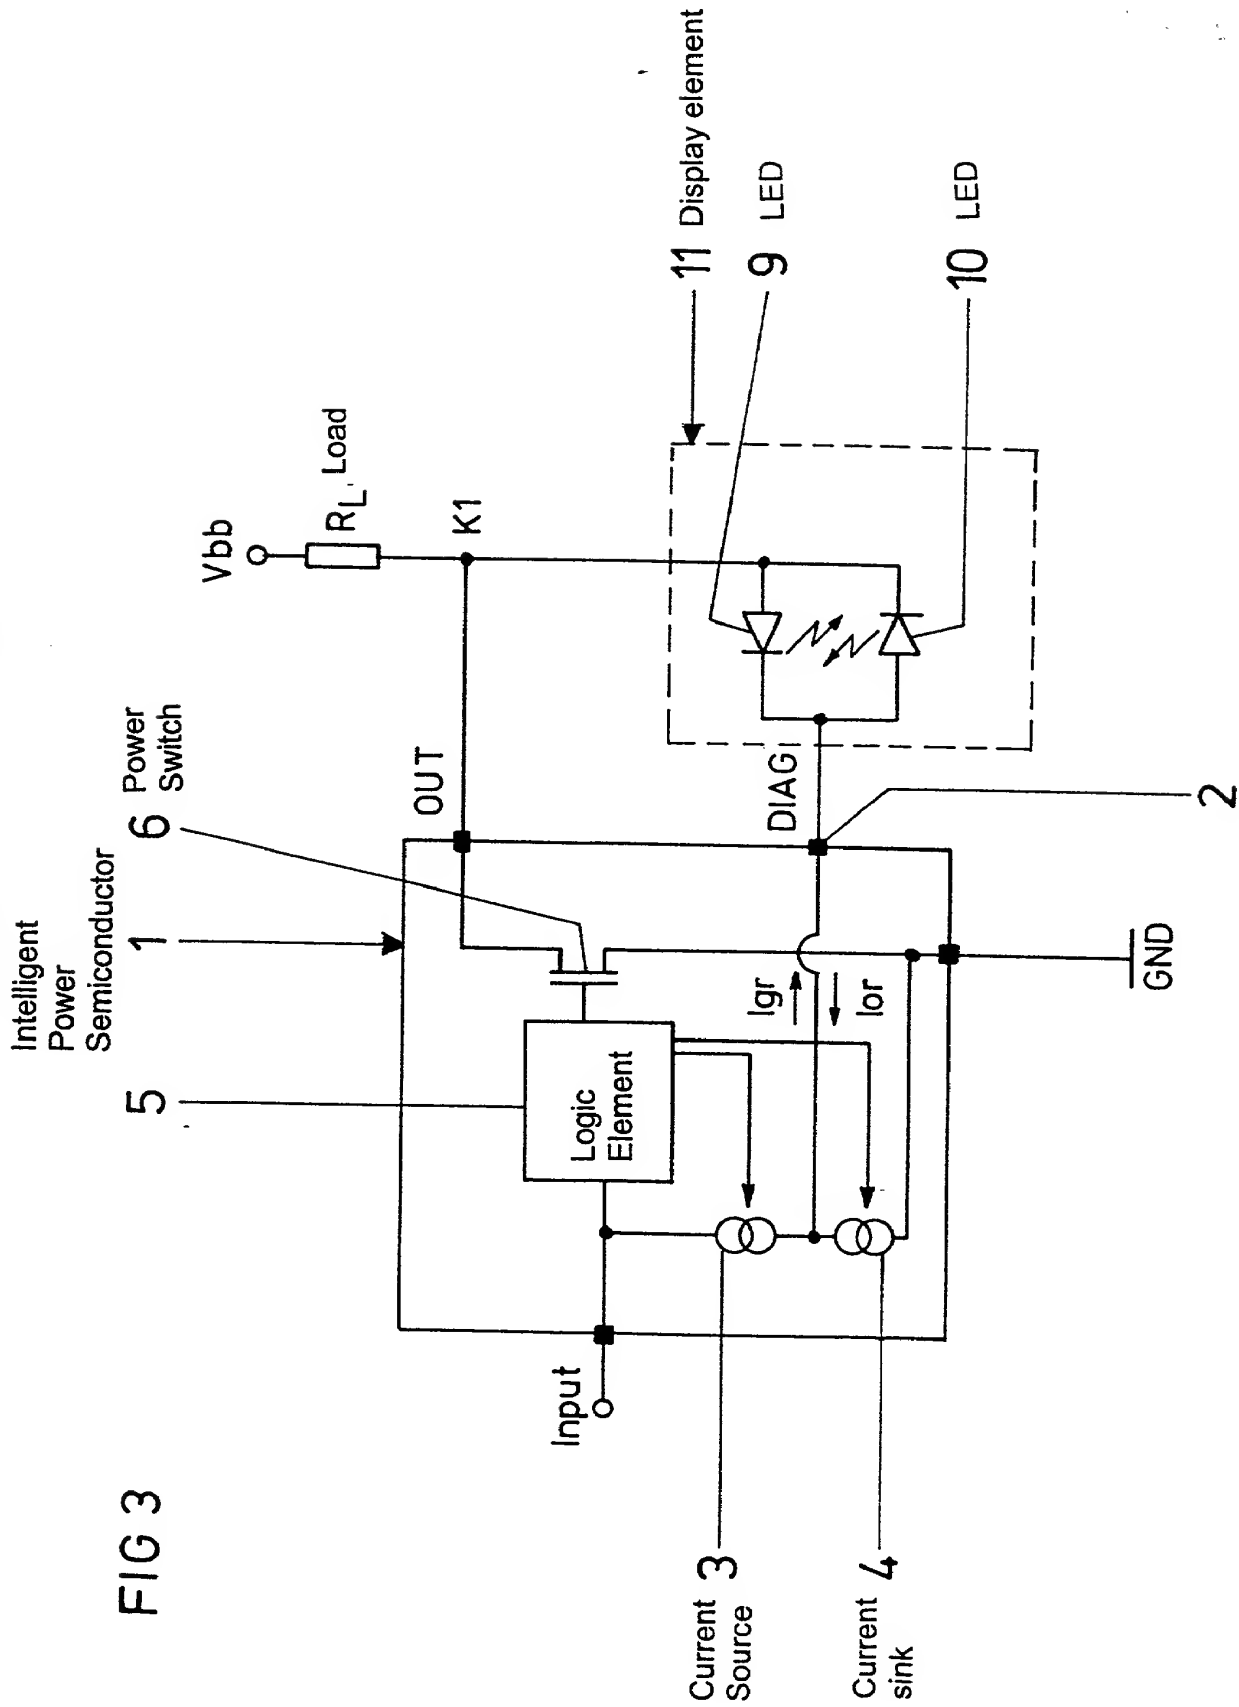 FIG 3
Intelligent
Power
Semiconductor
5
1
6
Power
Switch
Vbb
RL, Load
K1
OUT
Input
Logic
Element
Igr
Ior
DIAG
GND
2
11 Display element
9 LED
10 LED
Current
Source
3
Current
sink
4